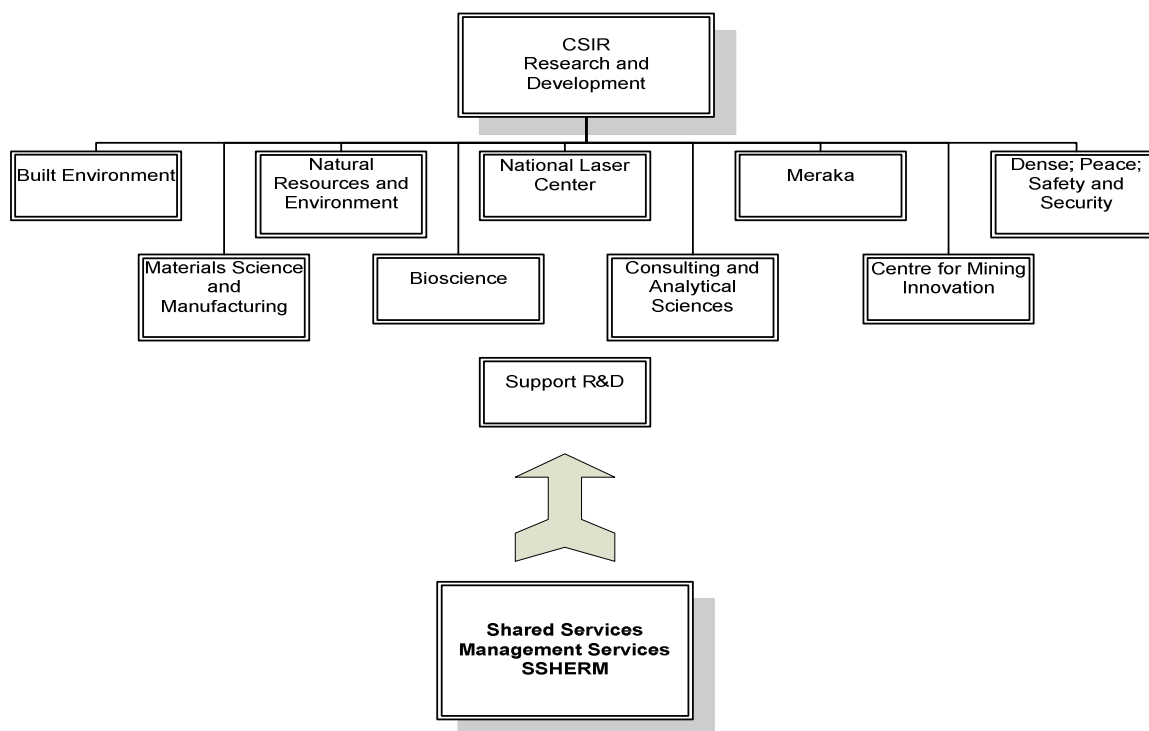 CSIR
Research and
Development
Built Environment
Natural
Resources and
Environment
National Laser
Center
Meraka
Dense; Peace;
Safety and
Security
Materials Science
and
Manufacturing
Bioscience
Consulting and
Analytical
Sciences
Centre for Mining
Innovation
Support R&D
Shared Services
Management Services
SSHERM